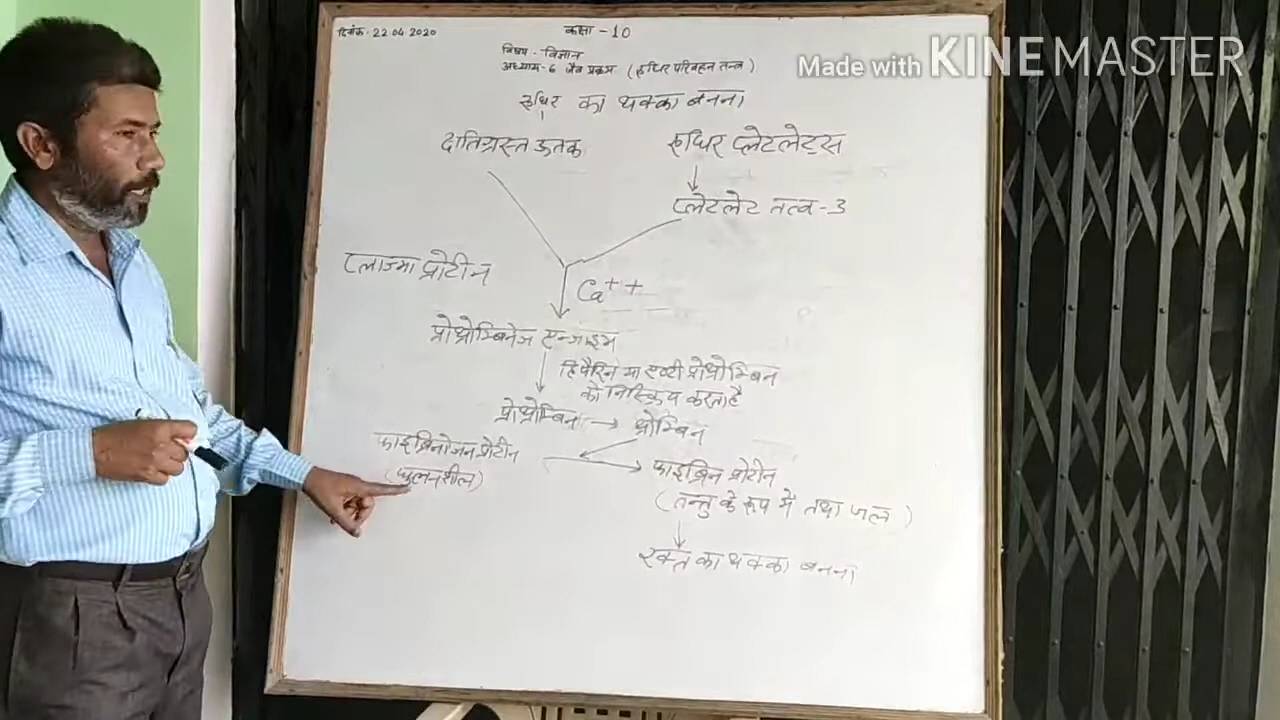 दिनांक- 22.04.2020
कक्षा - 10
Made with KINEMASTER
विषय - विज्ञान
अध्याय-6 जैव प्रक्रम (रुधिर परिवहन तन्त्र)
रुधिर का थक्का बनना
क्षतिग्रस्त ऊतक
रुधिर प्लेटलेट्स
प्लेटलेट तत्व-3
प्लाज्मा प्रोटीन
Ca++
प्रोथ्रोम्बिनेज एन्जाइम
हिपैरिन या एण्टी प्रोथ्रोम्बिन
को निष्क्रिय करता है
प्रोथ्रोम्बिन → थ्रोम्बिन
फाइब्रिनोजन प्रोटीन
फाइब्रिन प्रोटीन
(घुलनशील)
(तन्तु के रूप में तथा जल)
रक्त का थक्का बनना